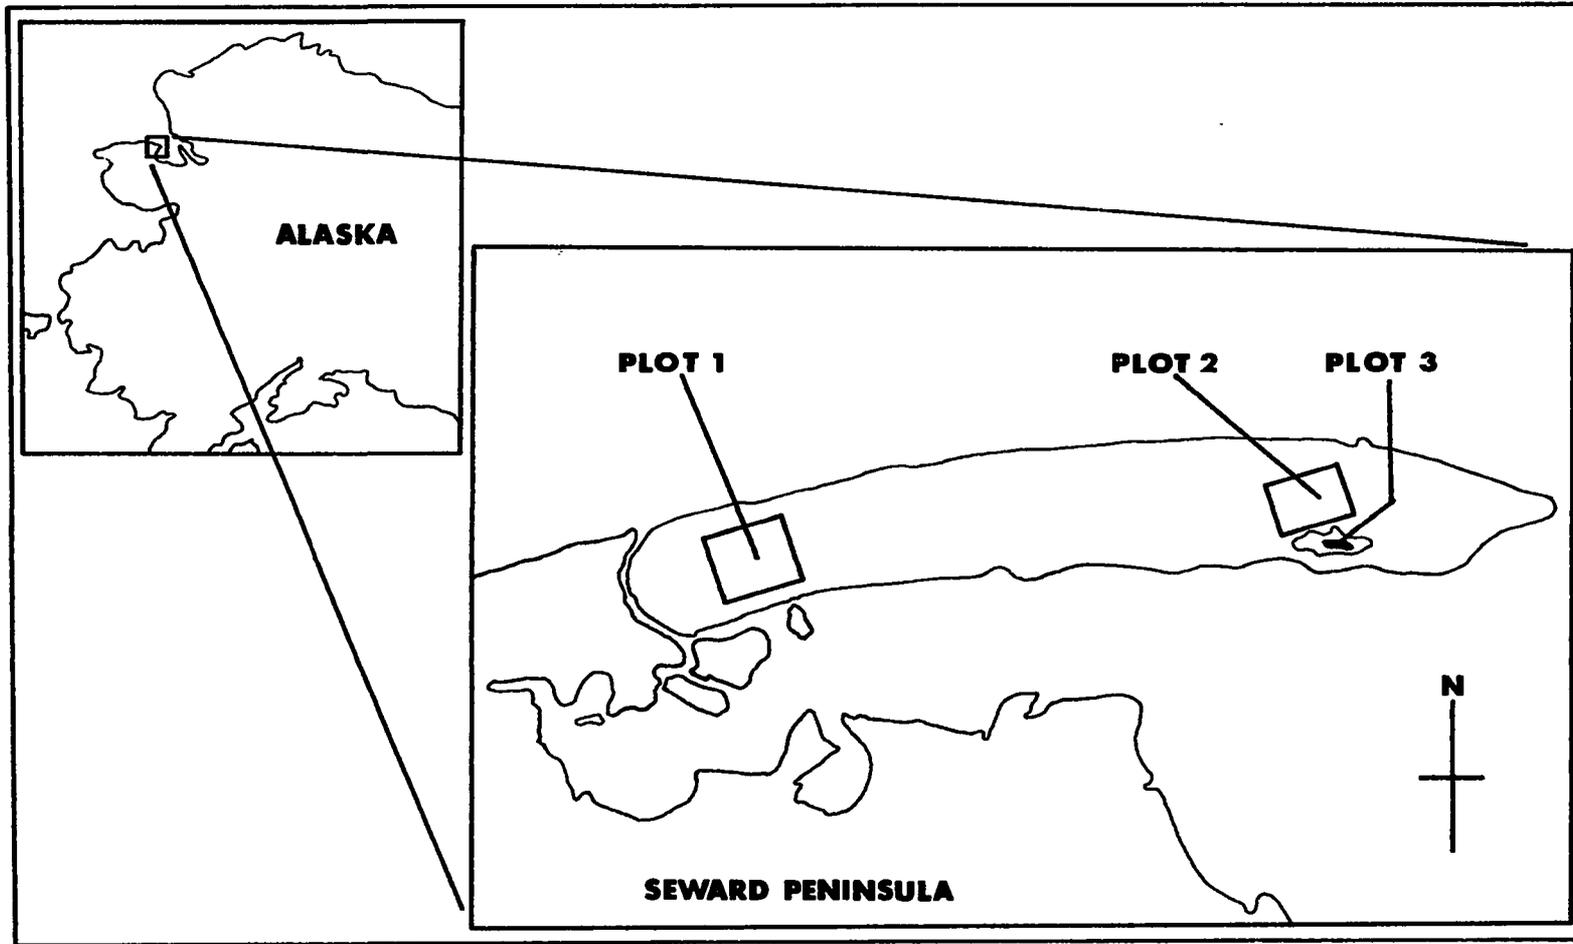 ALASKA
PLOT 1
PLOT 2
PLOT 3
N
SEWARD PENINSULA